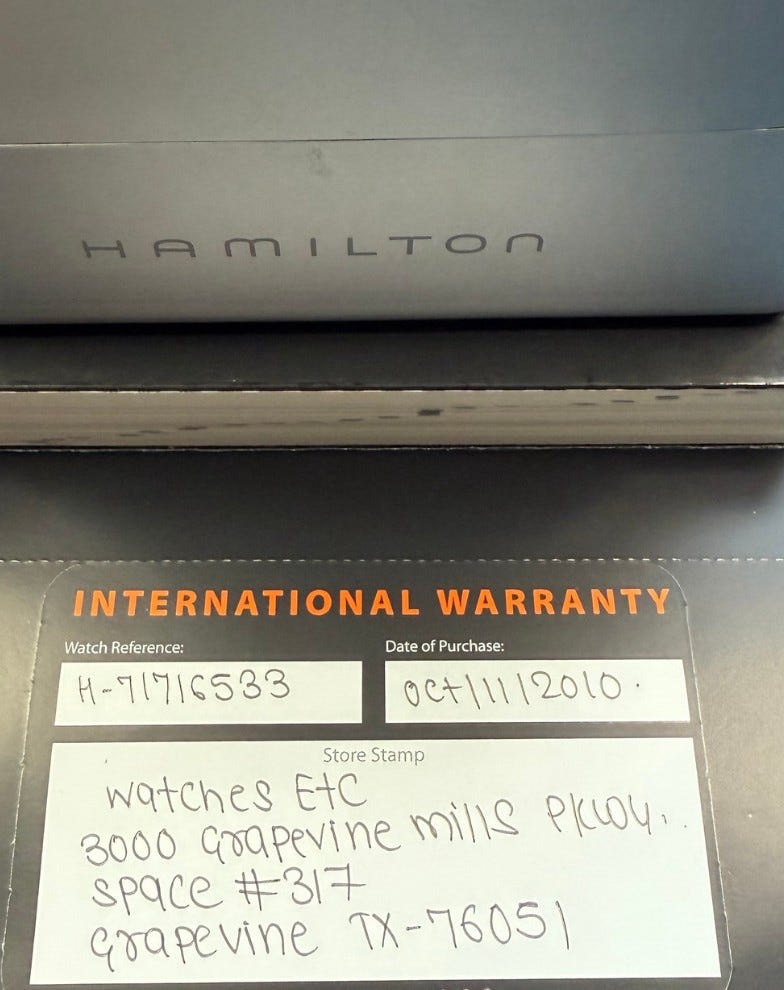 HAMILTON
INTERNATIONAL WARRANTY
Watch Reference:
Date of Purchase:
H-71716533
Oct/11/2010.
Store Stamp
Watches Etc
3000 Grapevine mills Pkwy.
space #317
Grapevine TX-76051